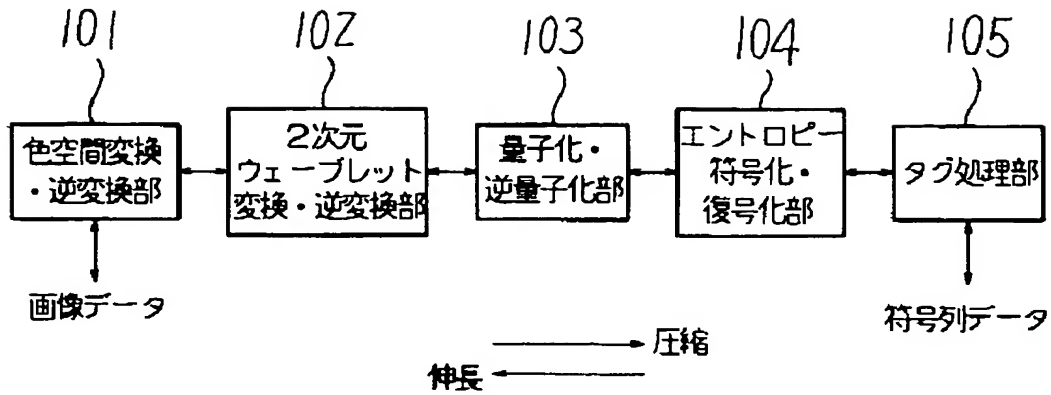 101
102
103
104
105
色空間変換
・逆変換部
2次元
ウェーブレット
変換・逆変換部
量子化・
逆量子化部
エントロピー
符号化・
復号化部
タグ処理部
画像データ
符号列データ
圧縮
伸長